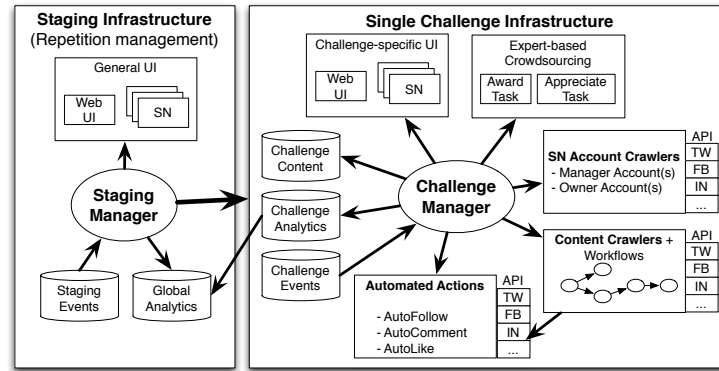 Staging Infrastructure
(Repetition management)
General UI
Web
UI
SN
Staging
Manager
Staging
Events
Global
Analytics
Single Challenge Infrastructure
Challenge-specific UI
Web
UI
SN
Expert-based
Crowdsourcing
Award
Task
Appreciate
Task
Challenge
Content
Challenge
Analytics
Challenge
Events
Challenge
Manager
SN Account Crawlers
- Manager Account(s)
- Owner Account(s)
API
TW
FB
IN
...
Content Crawlers +
Workflows
API
TW
FB
IN
...
Automated Actions
- AutoFollow
- AutoComment
- AutoLike
API
TW
FB
IN
...